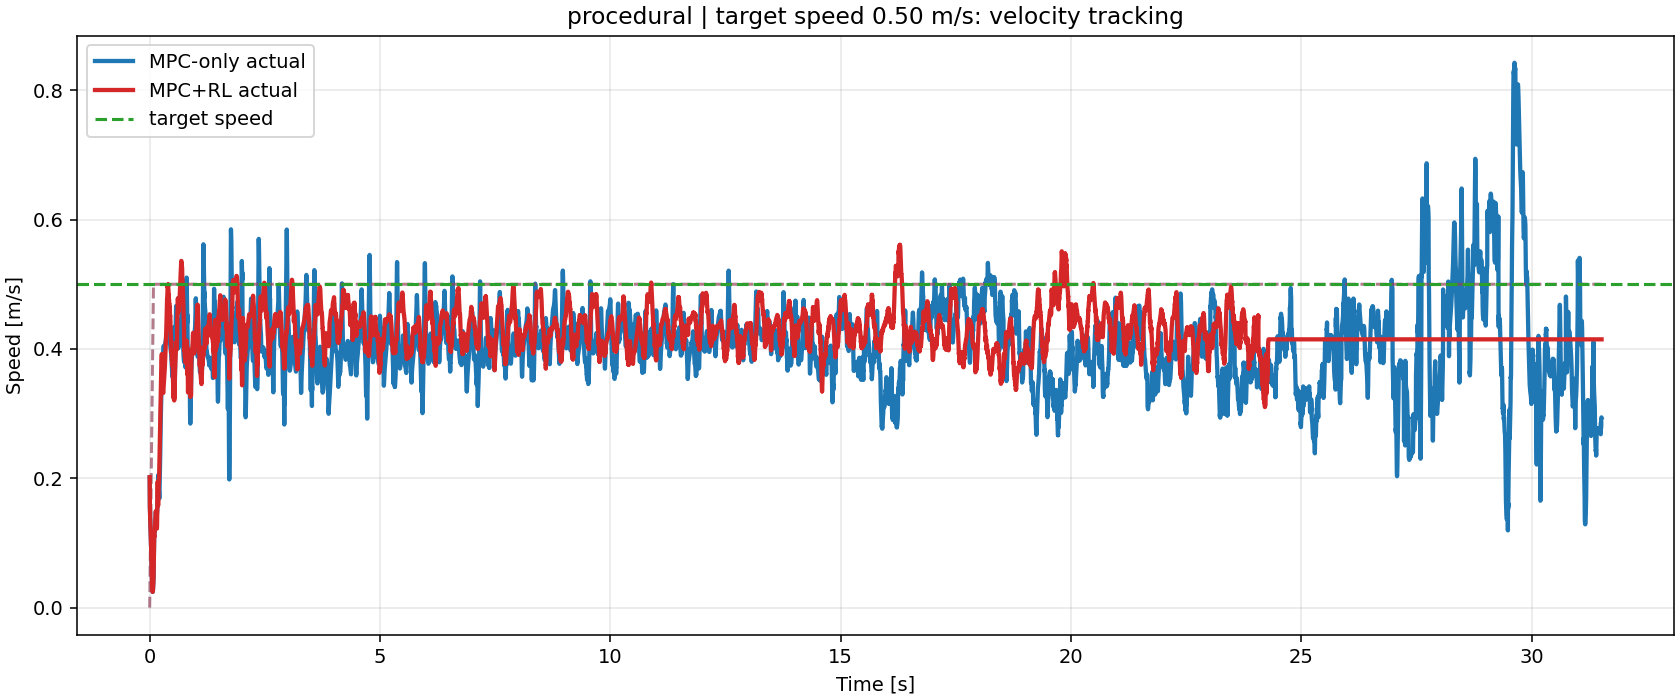 procedural | target speed 0.50 m/s: velocity tracking
MPC-only actual
MPC+RL actual
target speed
Speed [m/s]
0.8
0.6
0.4
0.2
0.0
0 5 10 15 20 25 30
Time [s]